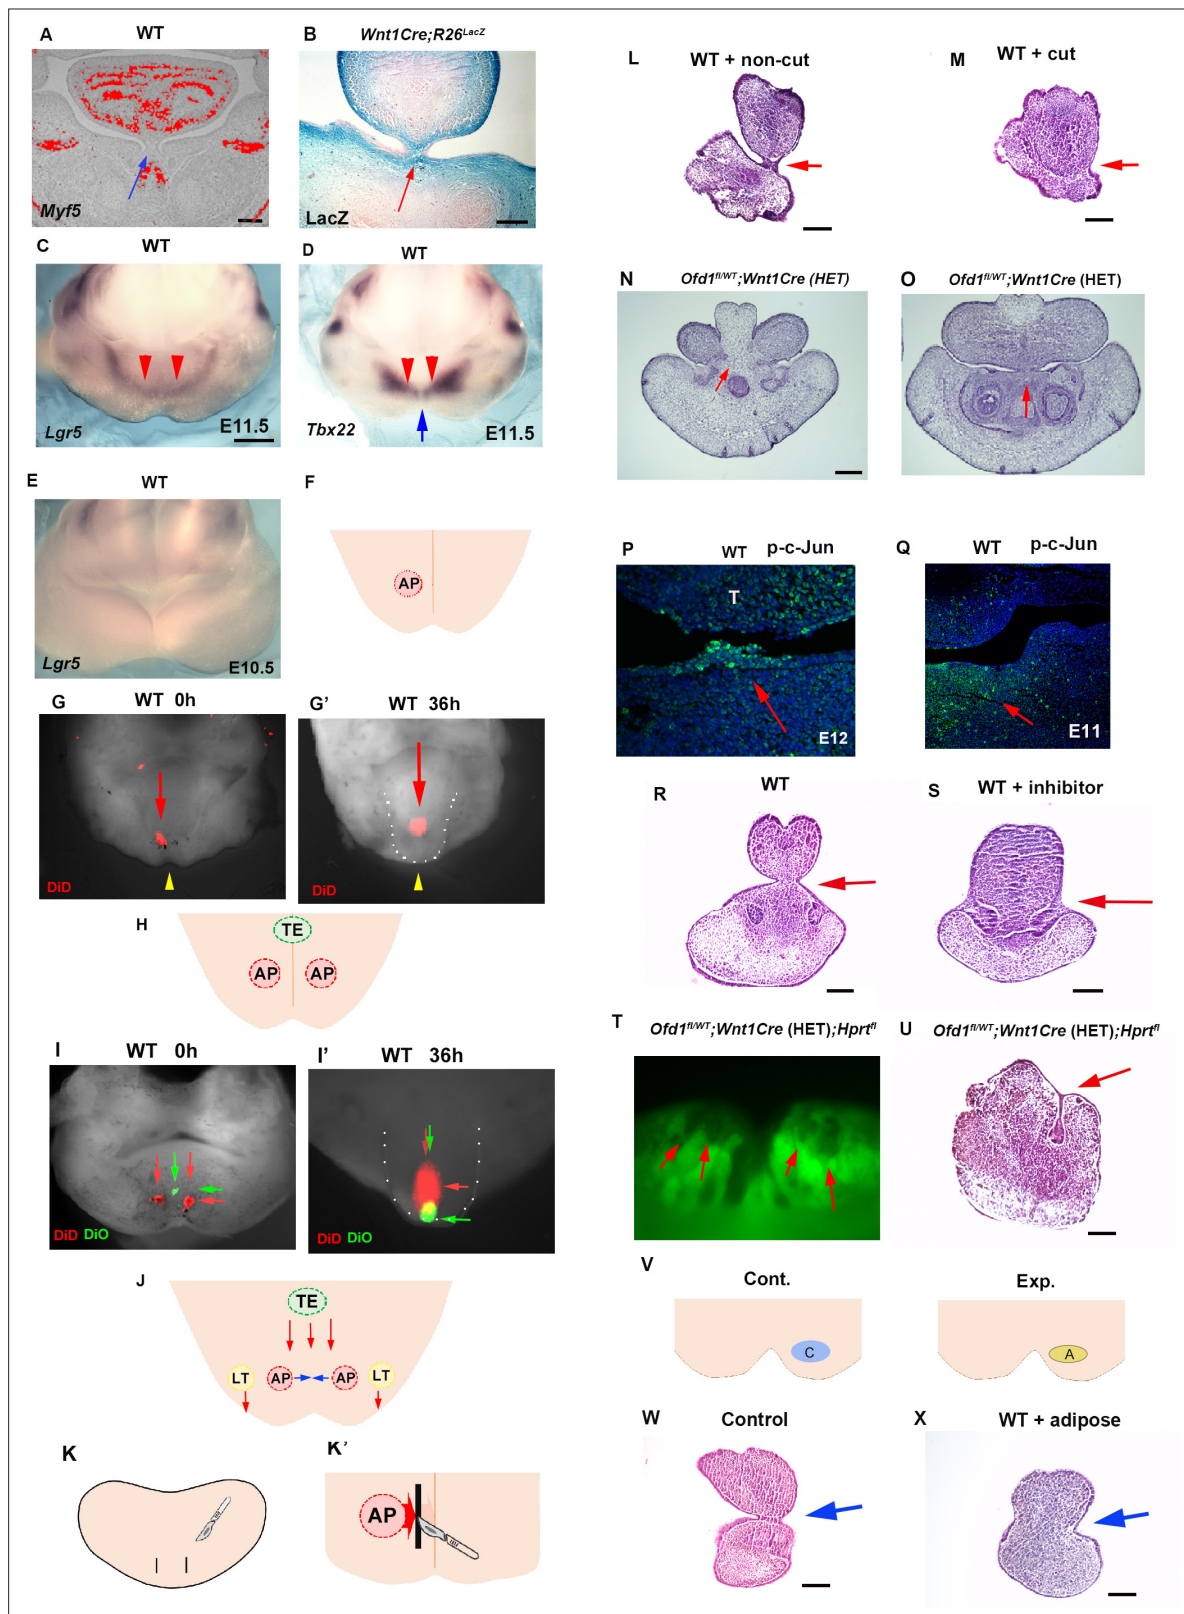 A
WT
Myf5
B
Wnt1Cre;R26LacZ
LacZ
C
WT
Lgr5
E11.5
D
WT
Tbx22
E11.5
E
WT
Lgr5
E10.5
F
AP
G
WT 0h
DiD
G'
WT 36h
DiD
H
TE
AP
AP
I
WT 0h
DiD DiO
I'
WT 36h
DiD DiO
J
TE
LT
AP
AP
LT
K
K'
AP
L
WT + non-cut
M
WT + cut
N
Ofd1fl/WT;Wnt1Cre (HET)
O
Ofd1fl/WT;Wnt1Cre (HET)
P
WT p-c-Jun
T
E12
Q
WT p-c-Jun
E11
R
WT
S
WT + inhibitor
T
Ofd1fl/WT;Wnt1Cre (HET);Hprtfl
U
Ofd1fl/WT;Wnt1Cre (HET);Hprtfl
V
Cont.
C
Exp.
A
W
Control
X
WT + adipose